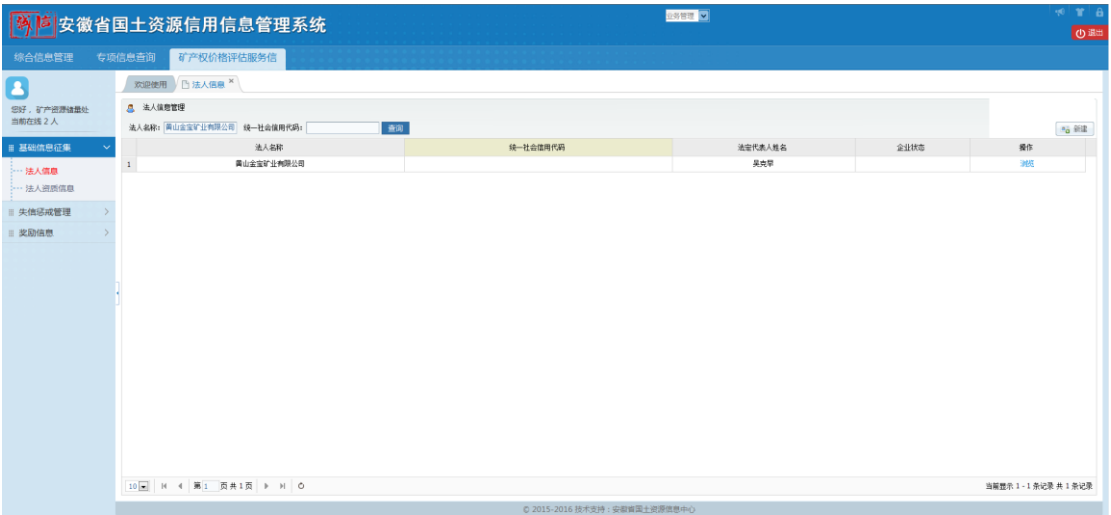 诚信 安徽省国土资源信用信息管理系统
业务管理
退出
综合信息管理 专项信息查询 矿产权价格评估服务信
您好，矿产资源储量处
当前在线 2 人
基础信息征集
法人信息
法人资质信息
失信惩戒管理
奖励信息
欢迎使用 法人信息 ×
法人信息管理
法人名称: 黄山金宝矿业有限公司 统一社会信用代码: 查询 新建
法人名称 统一社会信用代码 法定代表人姓名 企业状态 操作
1 黄山金宝矿业有限公司 吴克华 浏览
10 第 1 页 共 1 页 当前显示 1 - 1 条记录 共 1 条记录
© 2015-2016 技术支持：安徽省国土资源信息中心